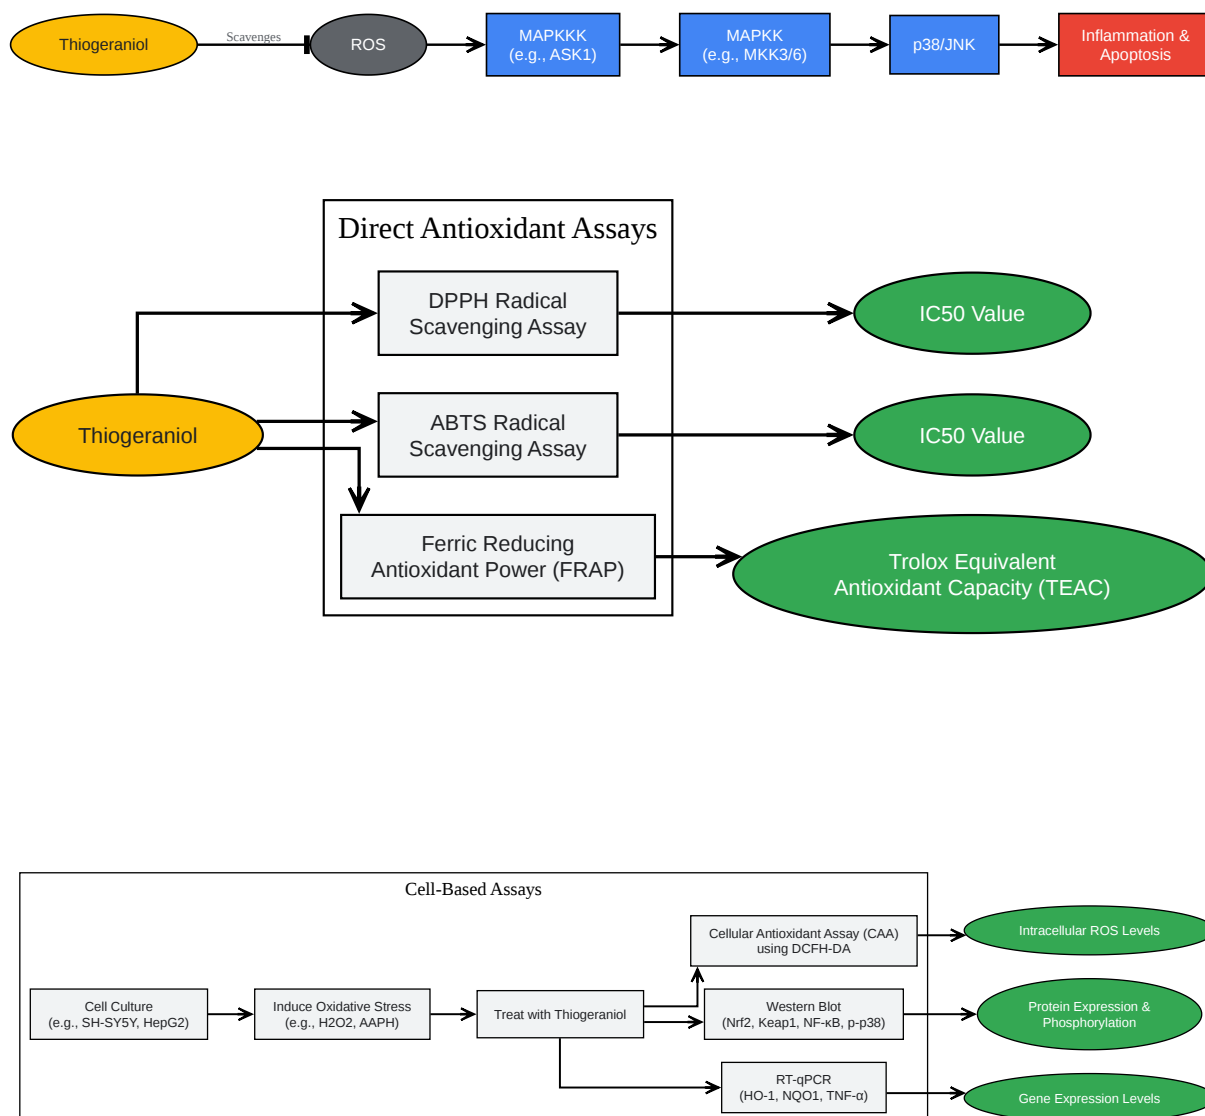 Thiogeraniol
Scavenges
ROS
MAPKKK
(e.g., ASK1)
MAPKK
(e.g., MKK3/6)
p38/JNK
Inflammation &
Apoptosis
Direct Antioxidant Assays
DPPH Radical
Scavenging Assay
IC50 Value
Thiogeraniol
ABTS Radical
Scavenging Assay
IC50 Value
Ferric Reducing
Antioxidant Power (FRAP)
Trolox Equivalent
Antioxidant Capacity (TEAC)
Cell-Based Assays
Cell Culture
(e.g., SH-SY5Y, HepG2)
Induce Oxidative Stress
(e.g., H2O2, AAPH)
Treat with Thiogeraniol
Cellular Antioxidant Assay (CAA)
using DCFH-DA
Intracellular ROS Levels
Western Blot
(Nrf2, Keap1, NF-κB, p-p38)
Protein Expression &
Phosphorylation
RT-qPCR
(HO-1, NQO1, TNF-α)
Gene Expression Levels